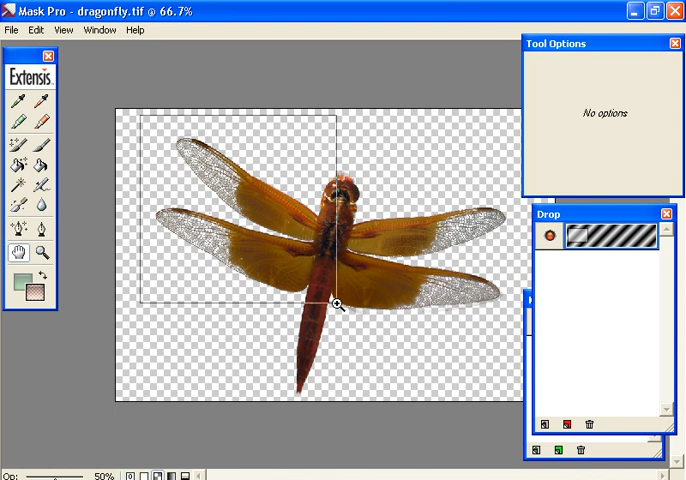 Mask Pro - dragonfly.tif @ 66.7%
File Edit View Window Help
Tool Options
Extensis
No options
Drop
Op: 50%